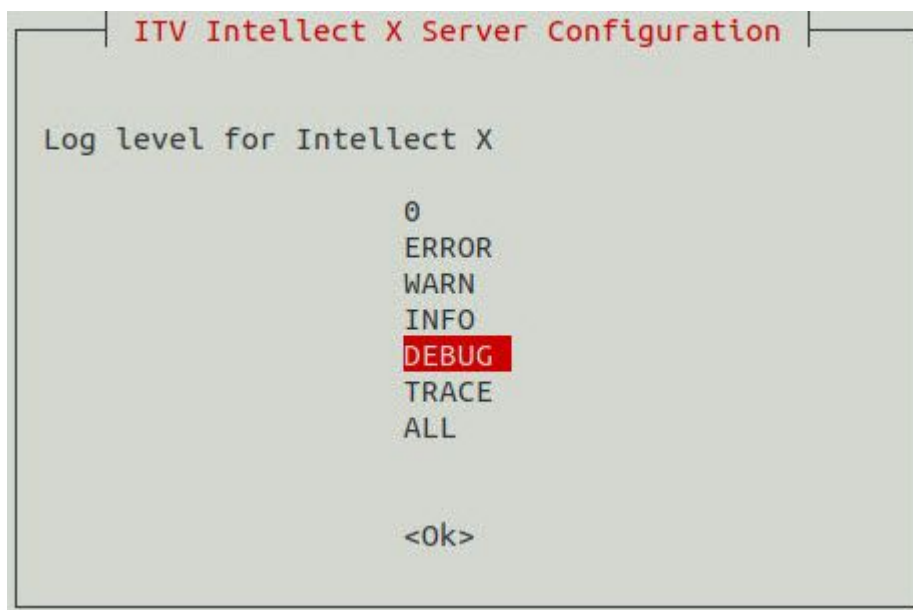 ITV Intellect X Server Configuration
Log level for Intellect X
0
ERROR
WARN
INFO
DEBUG
TRACE
ALL
<Ok>